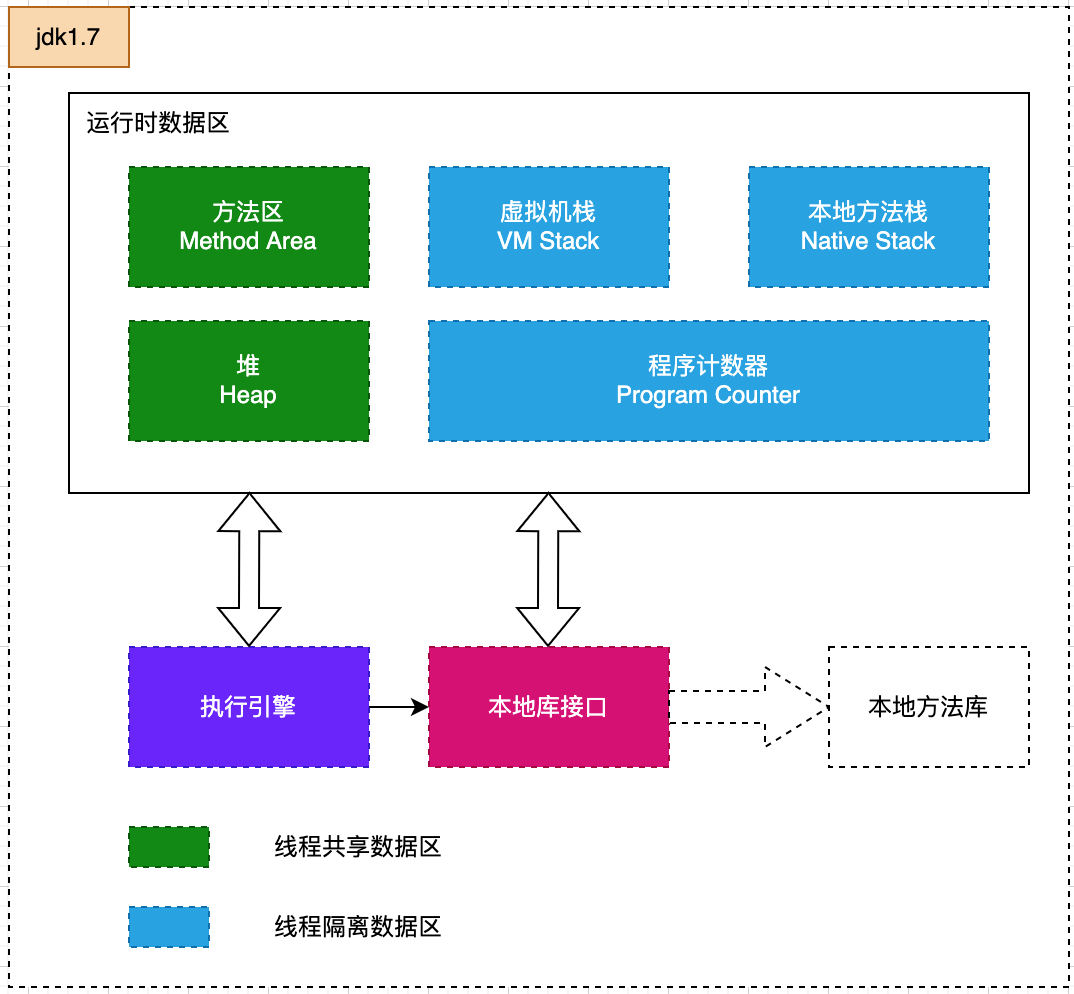 jdk1.7
运行时数据区
方法区
Method Area
虚拟机栈
VM Stack
本地方法栈
Native Stack
堆
Heap
程序计数器
Program Counter
执行引擎
本地库接口
本地方法库
线程共享数据区
线程隔离数据区